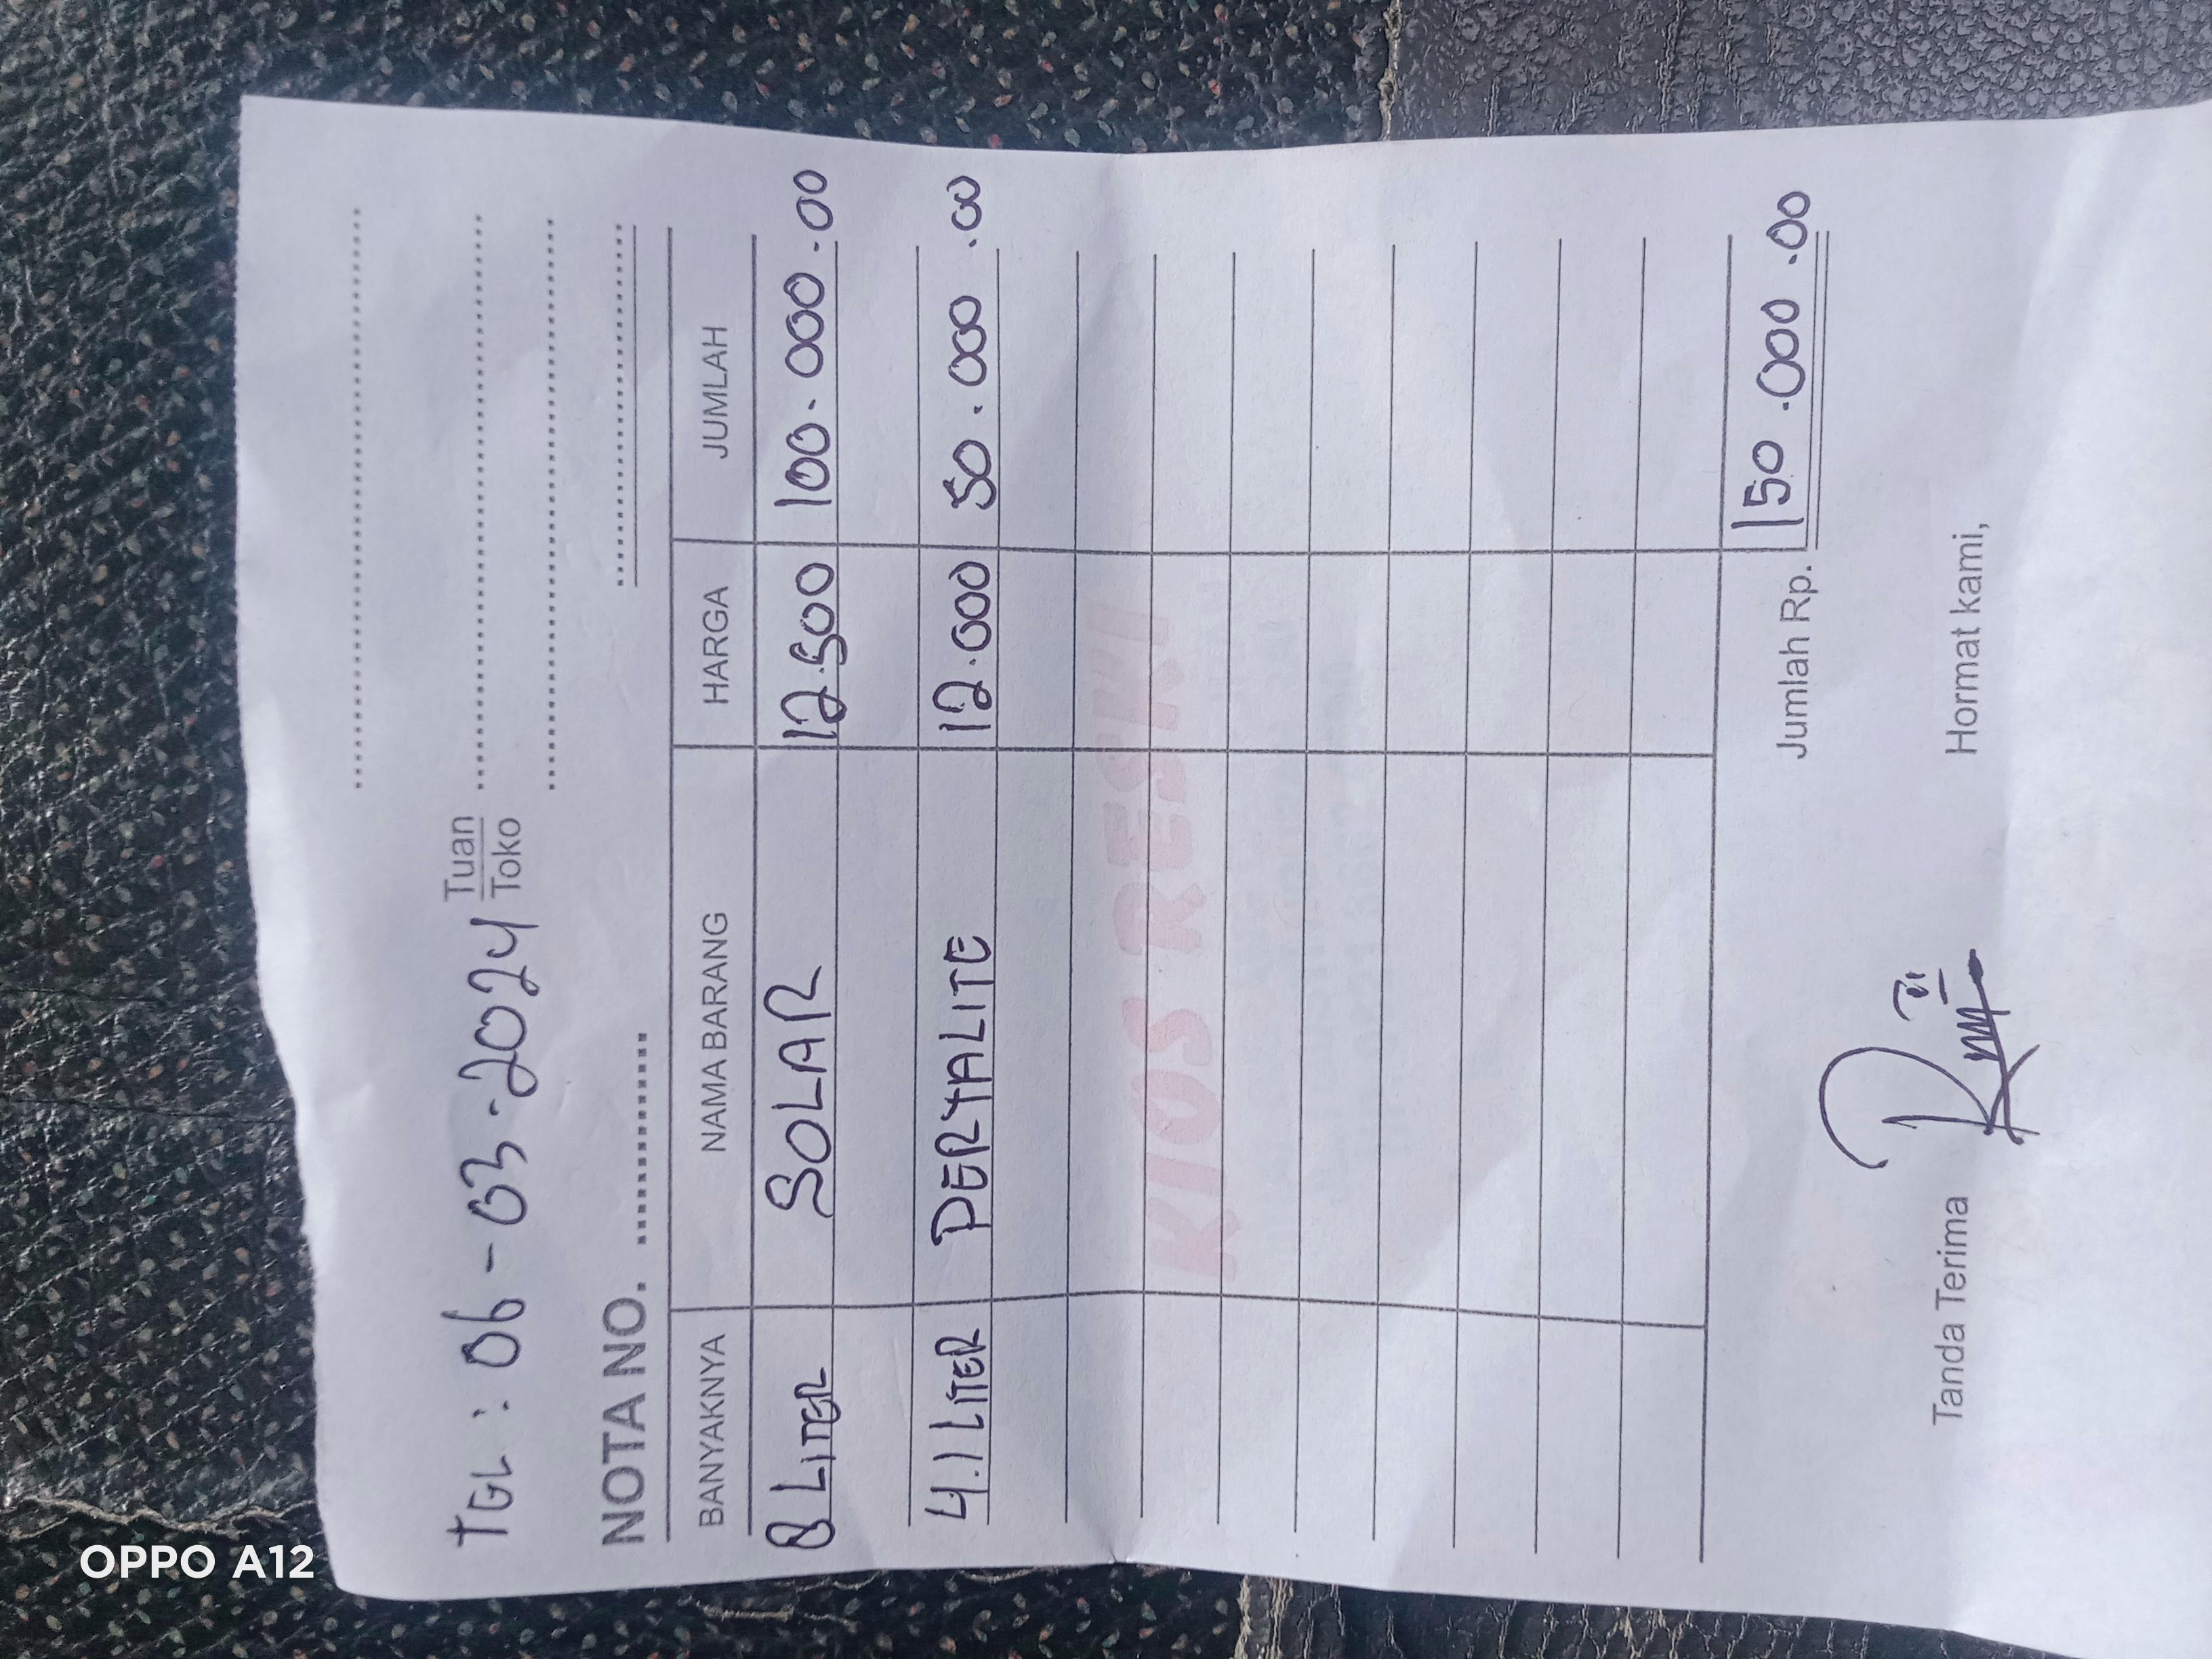 TGL : 06 - 03 - 2024 Tuan
Toko
NOTA NO.
BANYAKNYA NAMA BARANG HARGA JUMLAH
8 LITER SOLAR 12.500 100.000.00
4.1 LITER PERTALITE 12.000 50.000.00
KIOS RESKI
Jumlah Rp. 150.000.00
Tanda Terima Hormat kami,
OPPO A12